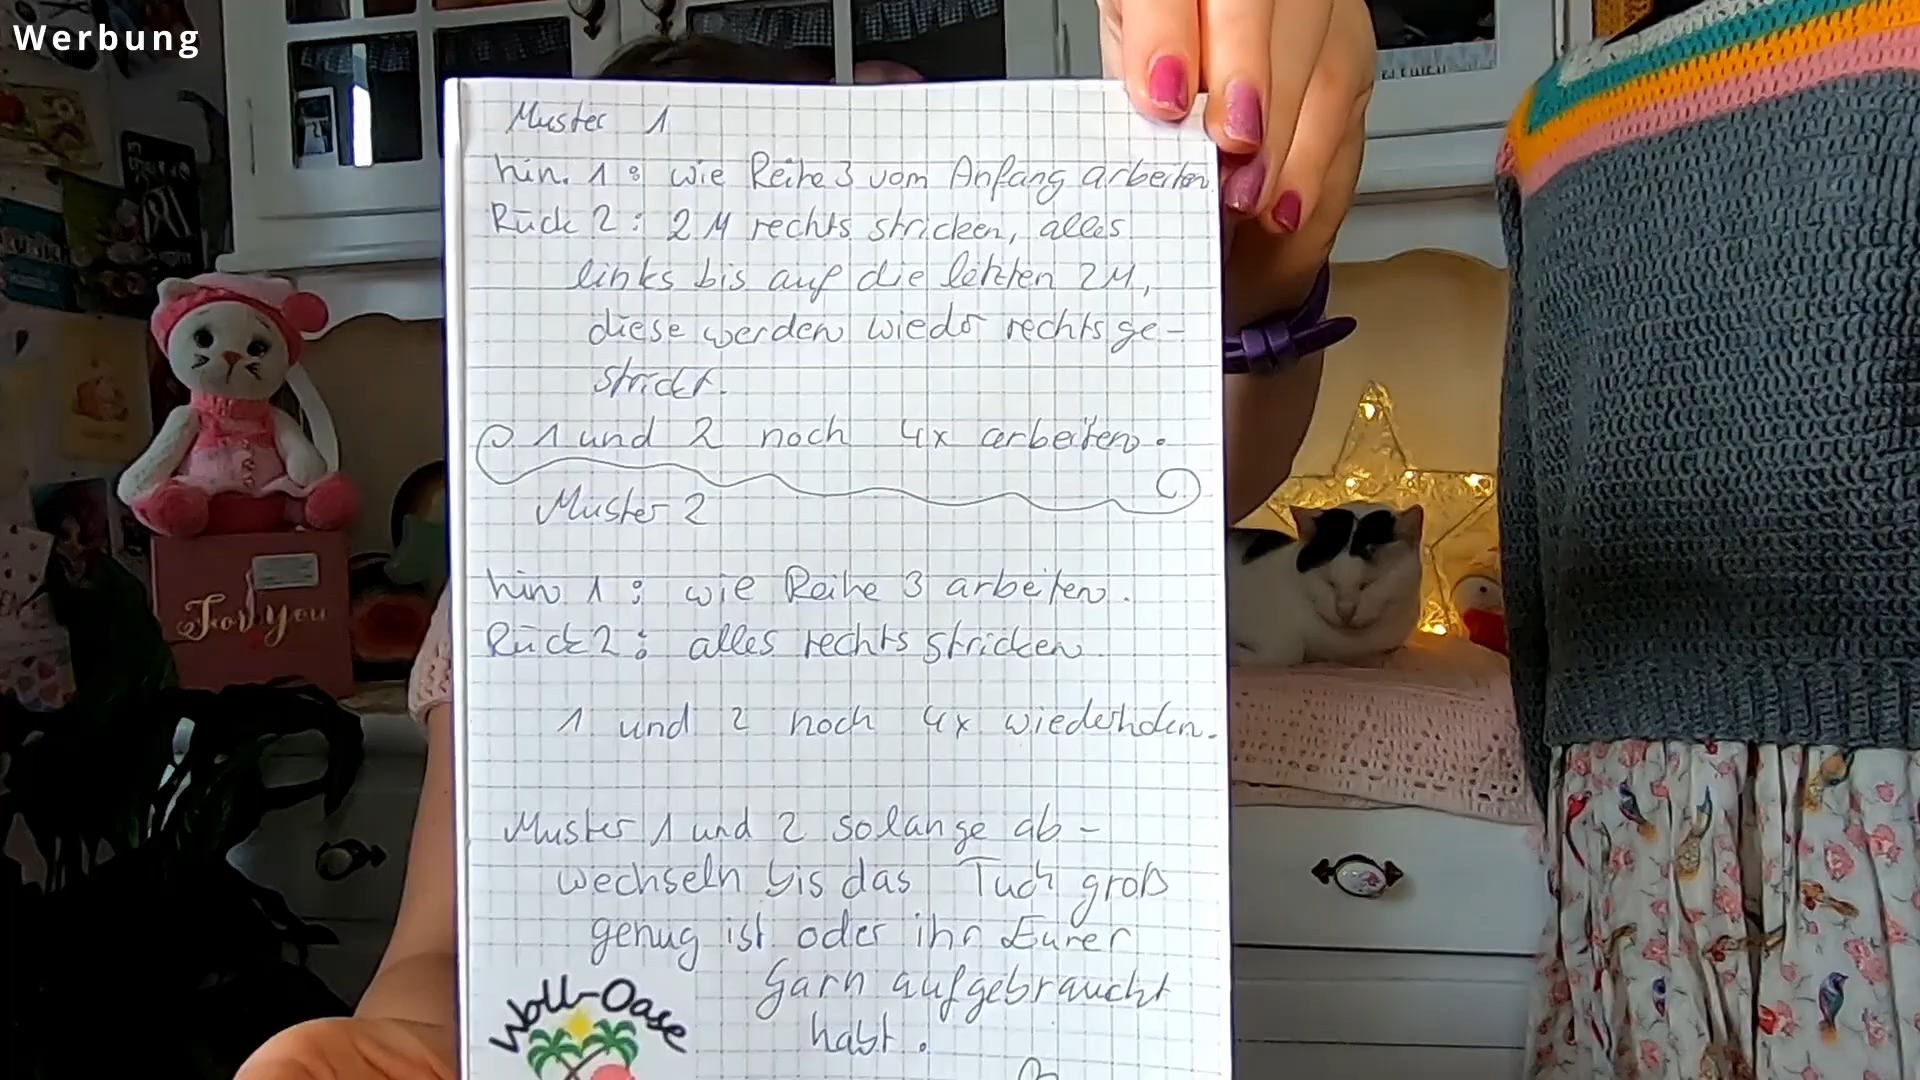 Werbung
Muster 1
hin. 1: wie Reihe 3 vom Anfang arbeiten.
Rück 2: 2 M rechts stricken, alles
links bis auf die letzten 2 M,
diese werden wieder rechts ge-
strickt.
1 und 2 noch 4x arbeiten.
Muster 2
hin 1: wie Reihe 3 arbeiten.
Rück 2: alles rechts stricken
1 und 2 noch 4x wiederholen.
Muster 1 und 2 solange ab-
wechseln bis das Tuch groß
genug ist oder ihr Eurer
Garn aufgebraucht
habt.
Woll-Oase
For You